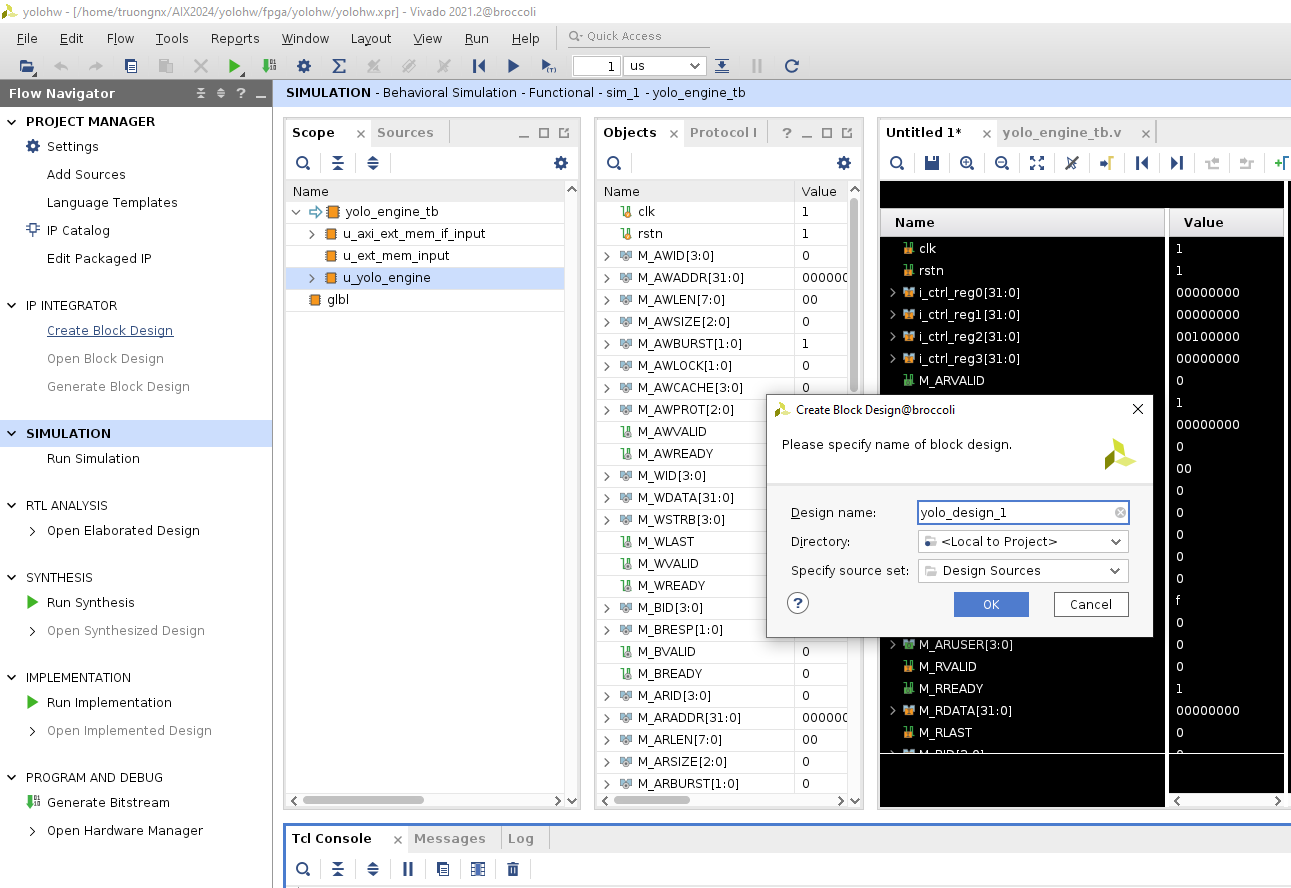 yolohw - [/home/truongnx/AIX2024/yolohw/fpga/yolohw/yolohw.xpr] - Vivado 2021.2@broccoli
File Edit Flow Tools Reports Window Layout View Run Help Quick Access
1 us
Flow Navigator
PROJECT MANAGER
Settings
Add Sources
Language Templates
IP Catalog
Edit Packaged IP
IP INTEGRATOR
Create Block Design
Open Block Design
Generate Block Design
SIMULATION
Run Simulation
RTL ANALYSIS
Open Elaborated Design
SYNTHESIS
Run Synthesis
Open Synthesized Design
IMPLEMENTATION
Run Implementation
Open Implemented Design
PROGRAM AND DEBUG
Generate Bitstream
Open Hardware Manager
SIMULATION - Behavioral Simulation - Functional - sim_1 - yolo_engine_tb
Scope Sources
Name
yolo_engine_tb
u_axi_ext_mem_if_input
u_ext_mem_input
u_yolo_engine
glbl
Objects Protocol I
Name Value
clk 1
rstn 1
M_AWID[3:0] 0
M_AWADDR[31:0] 000000
M_AWLEN[7:0] 00
M_AWSIZE[2:0] 0
M_AWBURST[1:0] 1
M_AWLOCK[1:0] 0
M_AWCACHE[3:0] 0
M_AWPROT[2:0]
M_AWVALID
M_AWREADY
M_WID[3:0]
M_WDATA[31:0]
M_WSTRB[3:0]
M_WLAST
M_WVALID
M_WREADY
M_BID[3:0]
M_BRESP[1:0]
M_BVALID 0
M_BREADY 0
M_ARID[3:0] 0
M_ARADDR[31:0] 000000
M_ARLEN[7:0] 00
M_ARSIZE[2:0] 0
M_ARBURST[1:0] 0
Untitled 1* yolo_engine_tb.v
Name Value
clk 1
rstn 1
i_ctrl_reg0[31:0] 00000000
i_ctrl_reg1[31:0] 00000000
i_ctrl_reg2[31:0] 00100000
i_ctrl_reg3[31:0] 00000000
M_ARVALID 0
1
00000000
0
00
0
0
0
0
0
f
0
M_ARUSER[3:0] 0
M_RVALID 0
M_RREADY 1
M_RDATA[31:0] 00000000
M_RLAST 0
M_RID[3:0] 0
Create Block Design@broccoli
Please specify name of block design.
Design name: yolo_design_1
Directory: <Local to Project>
Specify source set: Design Sources
? OK Cancel
Tcl Console Messages Log